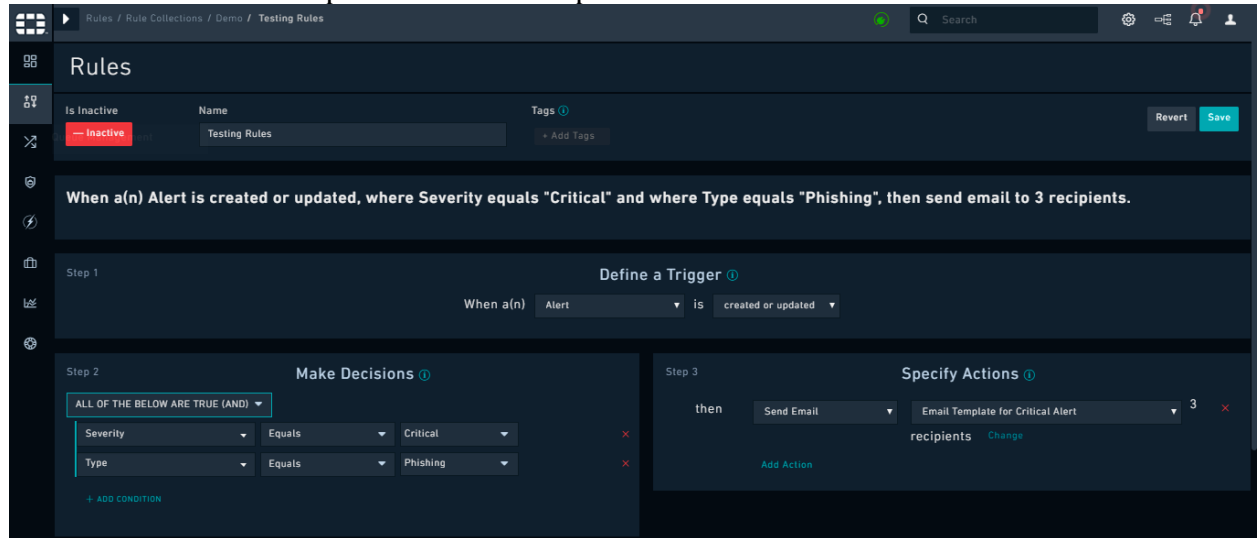 Rules / Rule Collections / Demo / Testing Rules
Search
Rules
Is Inactive Name Tags
— Inactive Testing Rules + Add Tags Revert Save
When a(n) Alert is created or updated, where Severity equals "Critical" and where Type equals "Phishing", then send email to 3 recipients.
Step 1 Define a Trigger
When a(n) Alert is created or updated
Step 2 Make Decisions
ALL OF THE BELOW ARE TRUE (AND)
Severity Equals Critical
Type Equals Phishing
+ ADD CONDITION
Step 3 Specify Actions
then Send Email Email Template for Critical Alert 3
recipients Change
Add Action